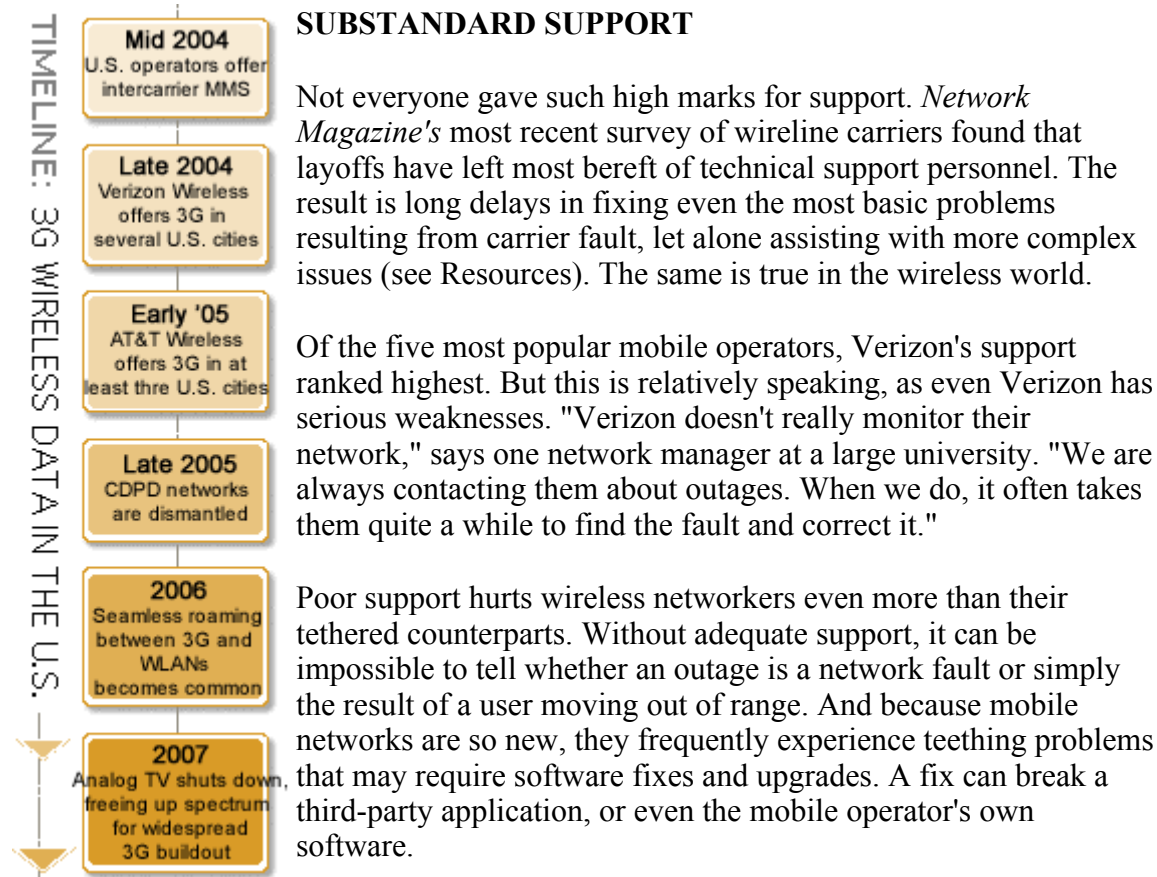 TIMELINE: 3G WIRELESS DATA IN THE U.S.
Mid 2004
U.S. operators offer
intercarrier MMS
Late 2004
Verizon Wireless
offers 3G in
several U.S. cities
Early '05
AT&T Wireless
offers 3G in at
least thre U.S. cities
Late 2005
CDPD networks
are dismantled
2006
Seamless roaming
between 3G and
WLANs
becomes common
2007
Analog TV shuts down,
freeing up spectrum
for widespread
3G buildout
SUBSTANDARD SUPPORT
Not everyone gave such high marks for support. Network
Magazine's most recent survey of wireline carriers found that
layoffs have left most bereft of technical support personnel. The
result is long delays in fixing even the most basic problems
resulting from carrier fault, let alone assisting with more complex
issues (see Resources). The same is true in the wireless world.
Of the five most popular mobile operators, Verizon's support
ranked highest. But this is relatively speaking, as even Verizon has
serious weaknesses. "Verizon doesn't really monitor their
network," says one network manager at a large university. "We are
always contacting them about outages. When we do, it often takes
them quite a while to find the fault and correct it."
Poor support hurts wireless networkers even more than their
tethered counterparts. Without adequate support, it can be
impossible to tell whether an outage is a network fault or simply
the result of a user moving out of range. And because mobile
networks are so new, they frequently experience teething problems
that may require software fixes and upgrades. A fix can break a
third-party application, or even the mobile operator's own
software.